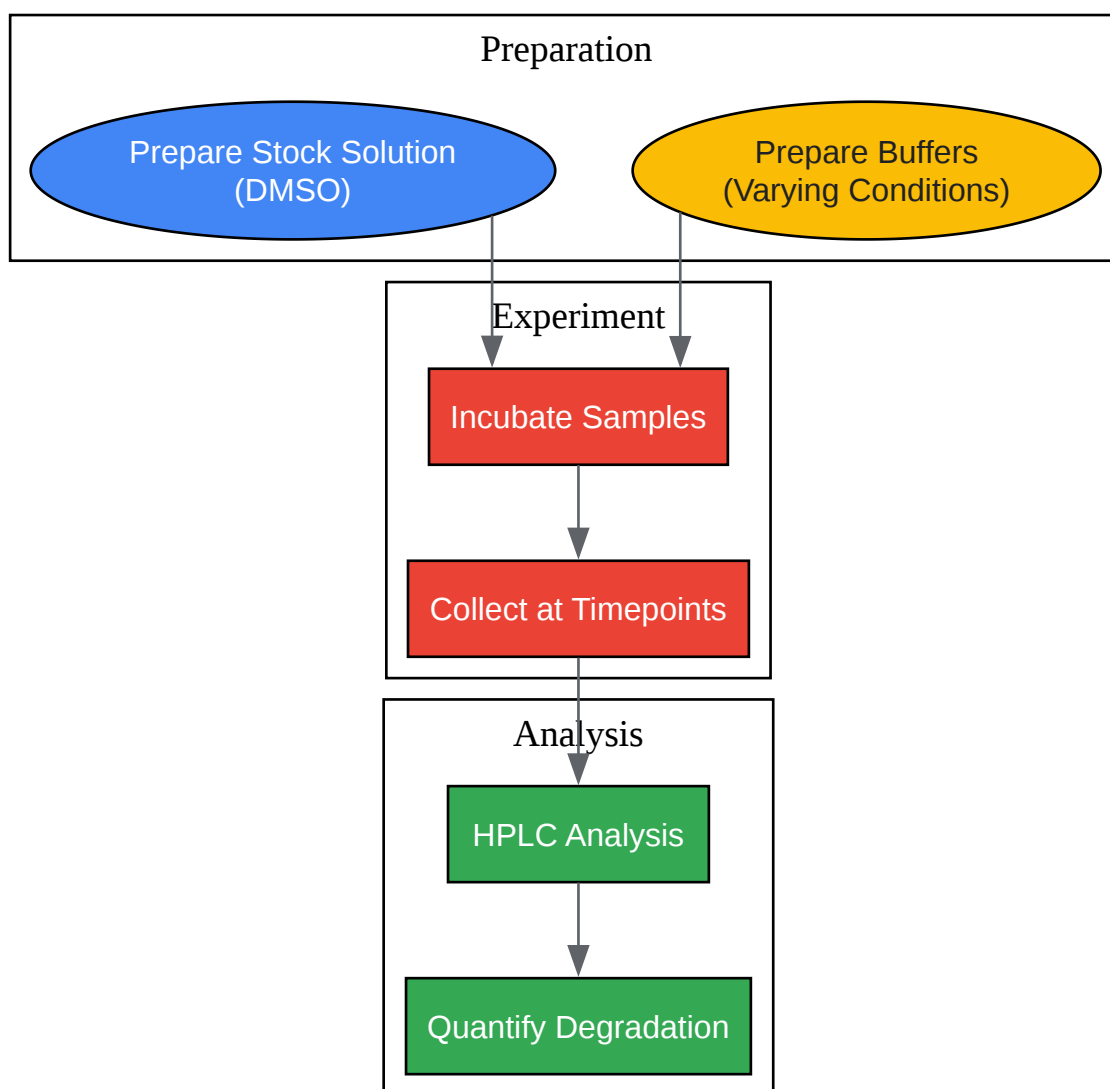 Preparation
Prepare Stock Solution
(DMSO)
Prepare Buffers
(Varying Conditions)
Experiment
Incubate Samples
Collect at Timepoints
Analysis
HPLC Analysis
Quantify Degradation